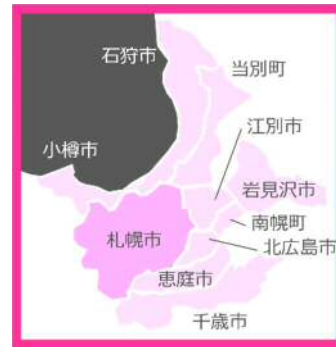 石狩市
当別町
江別市
小樽市
岩見沢市
南幌町
札幌市
北広島市
恵庭市
千歳市